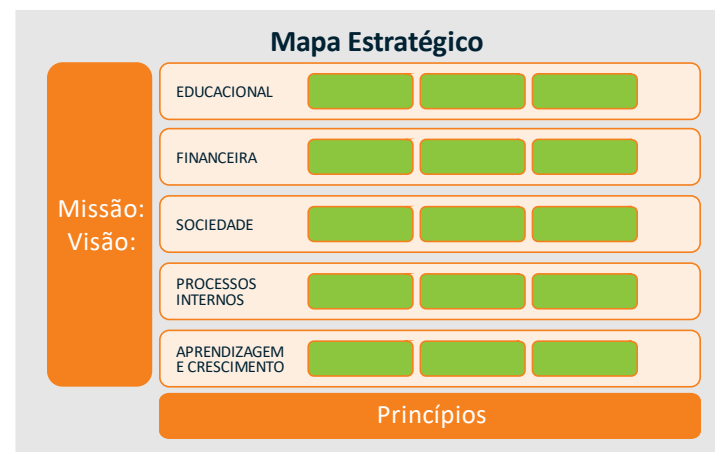 Mapa Estratégico
Missão:
Visão:
EDUCACIONAL
FINANCEIRA
SOCIEDADE
PROCESSOS
INTERNOS
APRENDIZAGEM
E CRESCIMENTO
Princípios